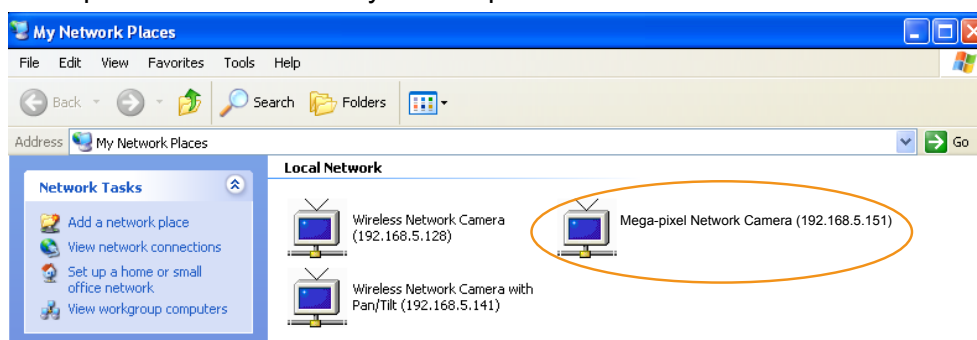 My Network Places
File Edit View Favorites Tools Help
Back Search Folders
Address My Network Places Go
Network Tasks
Add a network place
View network connections
Set up a home or small
office network
View workgroup computers
Local Network
Wireless Network Camera
(192.168.5.128)
Mega-pixel Network Camera (192.168.5.151)
Wireless Network Camera with
Pan/Tilt (192.168.5.141)